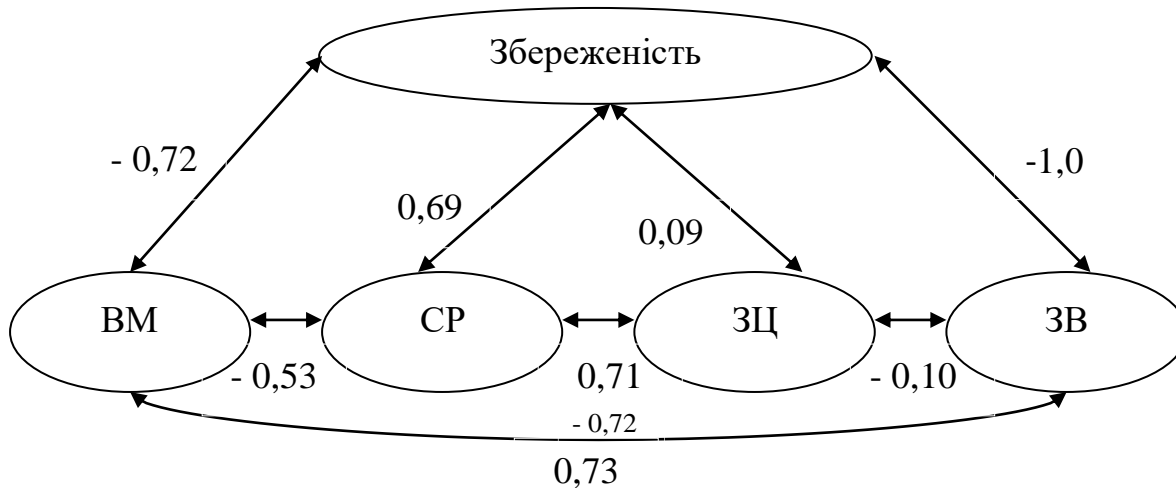 Збереженість
- 0,72
-1,0
0,69
0,09
ВМ
СР
ЗЦ
ЗВ
- 0,53
0,71
- 0,10
- 0,72
0,73